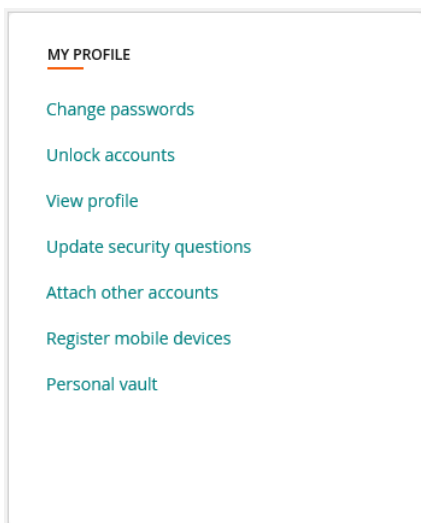 MY PROFILE
Change passwords
Unlock accounts
View profile
Update security questions
Attach other accounts
Register mobile devices
Personal vault